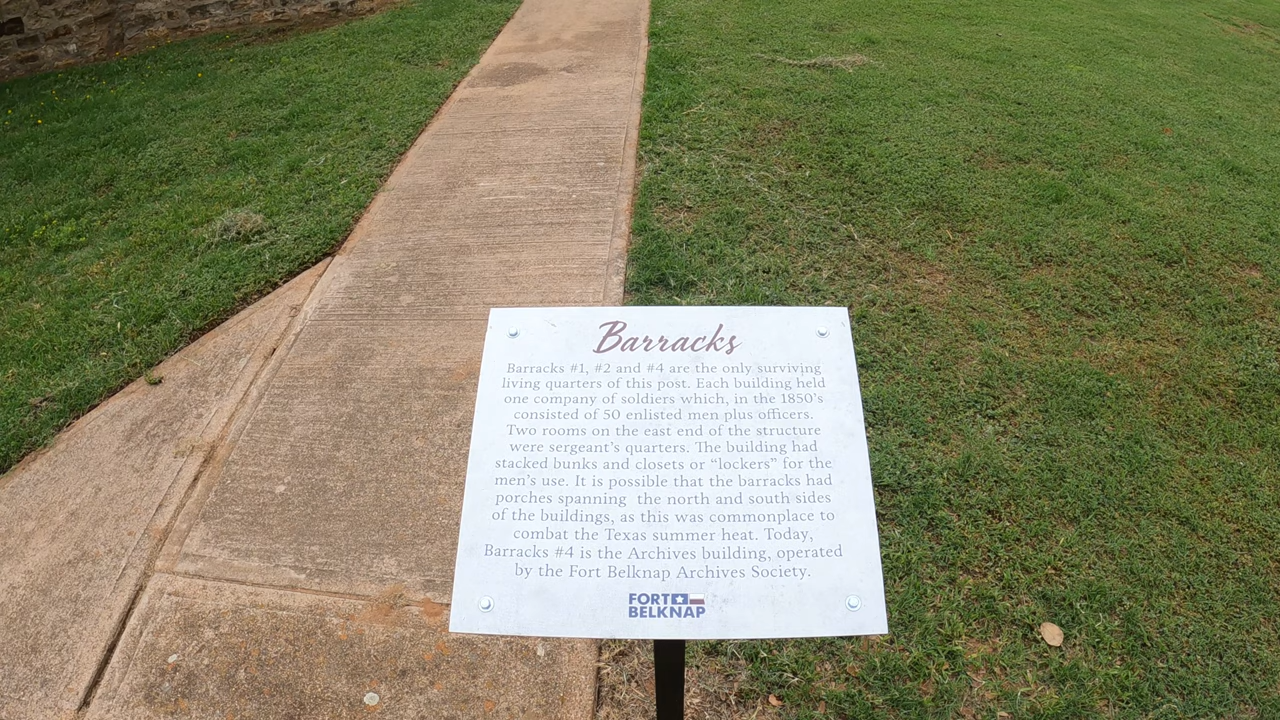 Barracks
Barracks #1, #2 and #4 are the only surviving
living quarters of this post. Each building held
one company of soldiers which, in the 1850's
consisted of 50 enlisted men plus officers.
Two rooms on the east end of the structure
were sergeant's quarters. The building had
stacked bunks and closets or "lockers" for the
men's use. It is possible that the barracks had
porches spanning the north and south sides
of the buildings, as this was commonplace to
combat the Texas summer heat. Today,
Barracks #4 is the Archives building, operated
by the Fort Belknap Archives Society.
FORT
BELKNAP